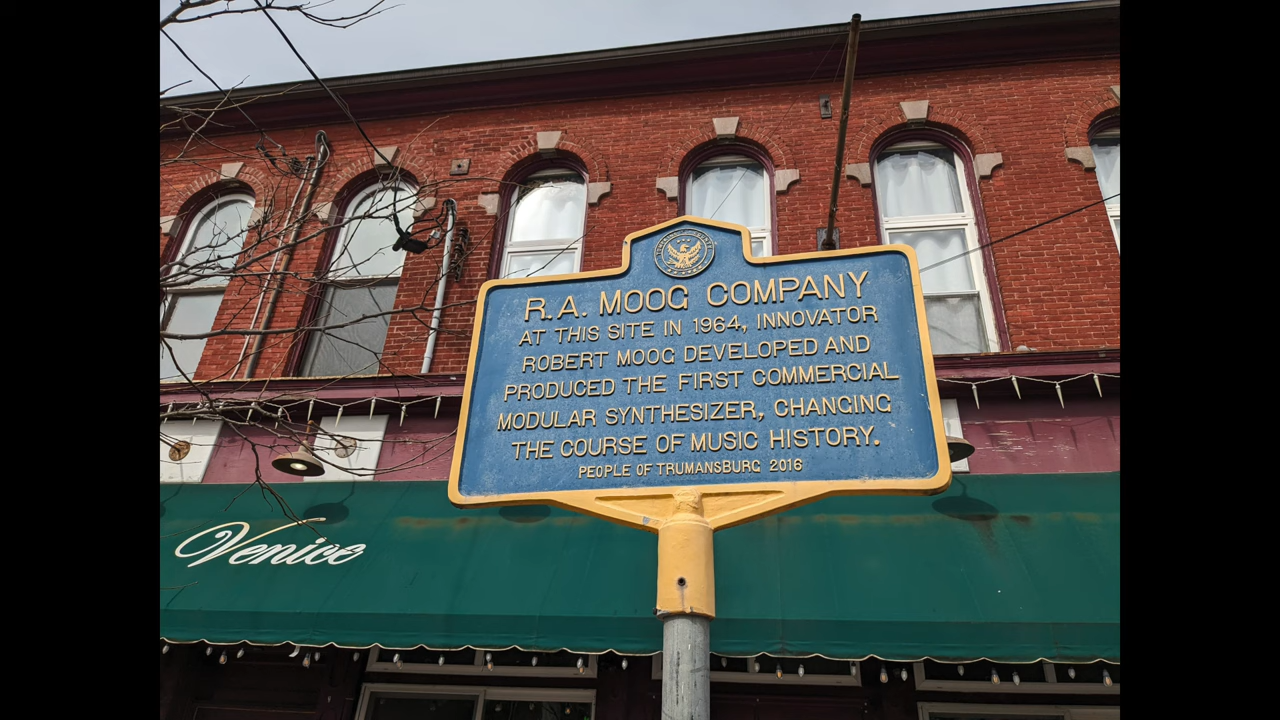 R.A. MOOG COMPANY
AT THIS SITE IN 1964, INNOVATOR
ROBERT MOOG DEVELOPED AND
PRODUCED THE FIRST COMMERCIAL
MODULAR SYNTHESIZER, CHANGING
THE COURSE OF MUSIC HISTORY.
PEOPLE OF TRUMANSBURG 2016
Venice